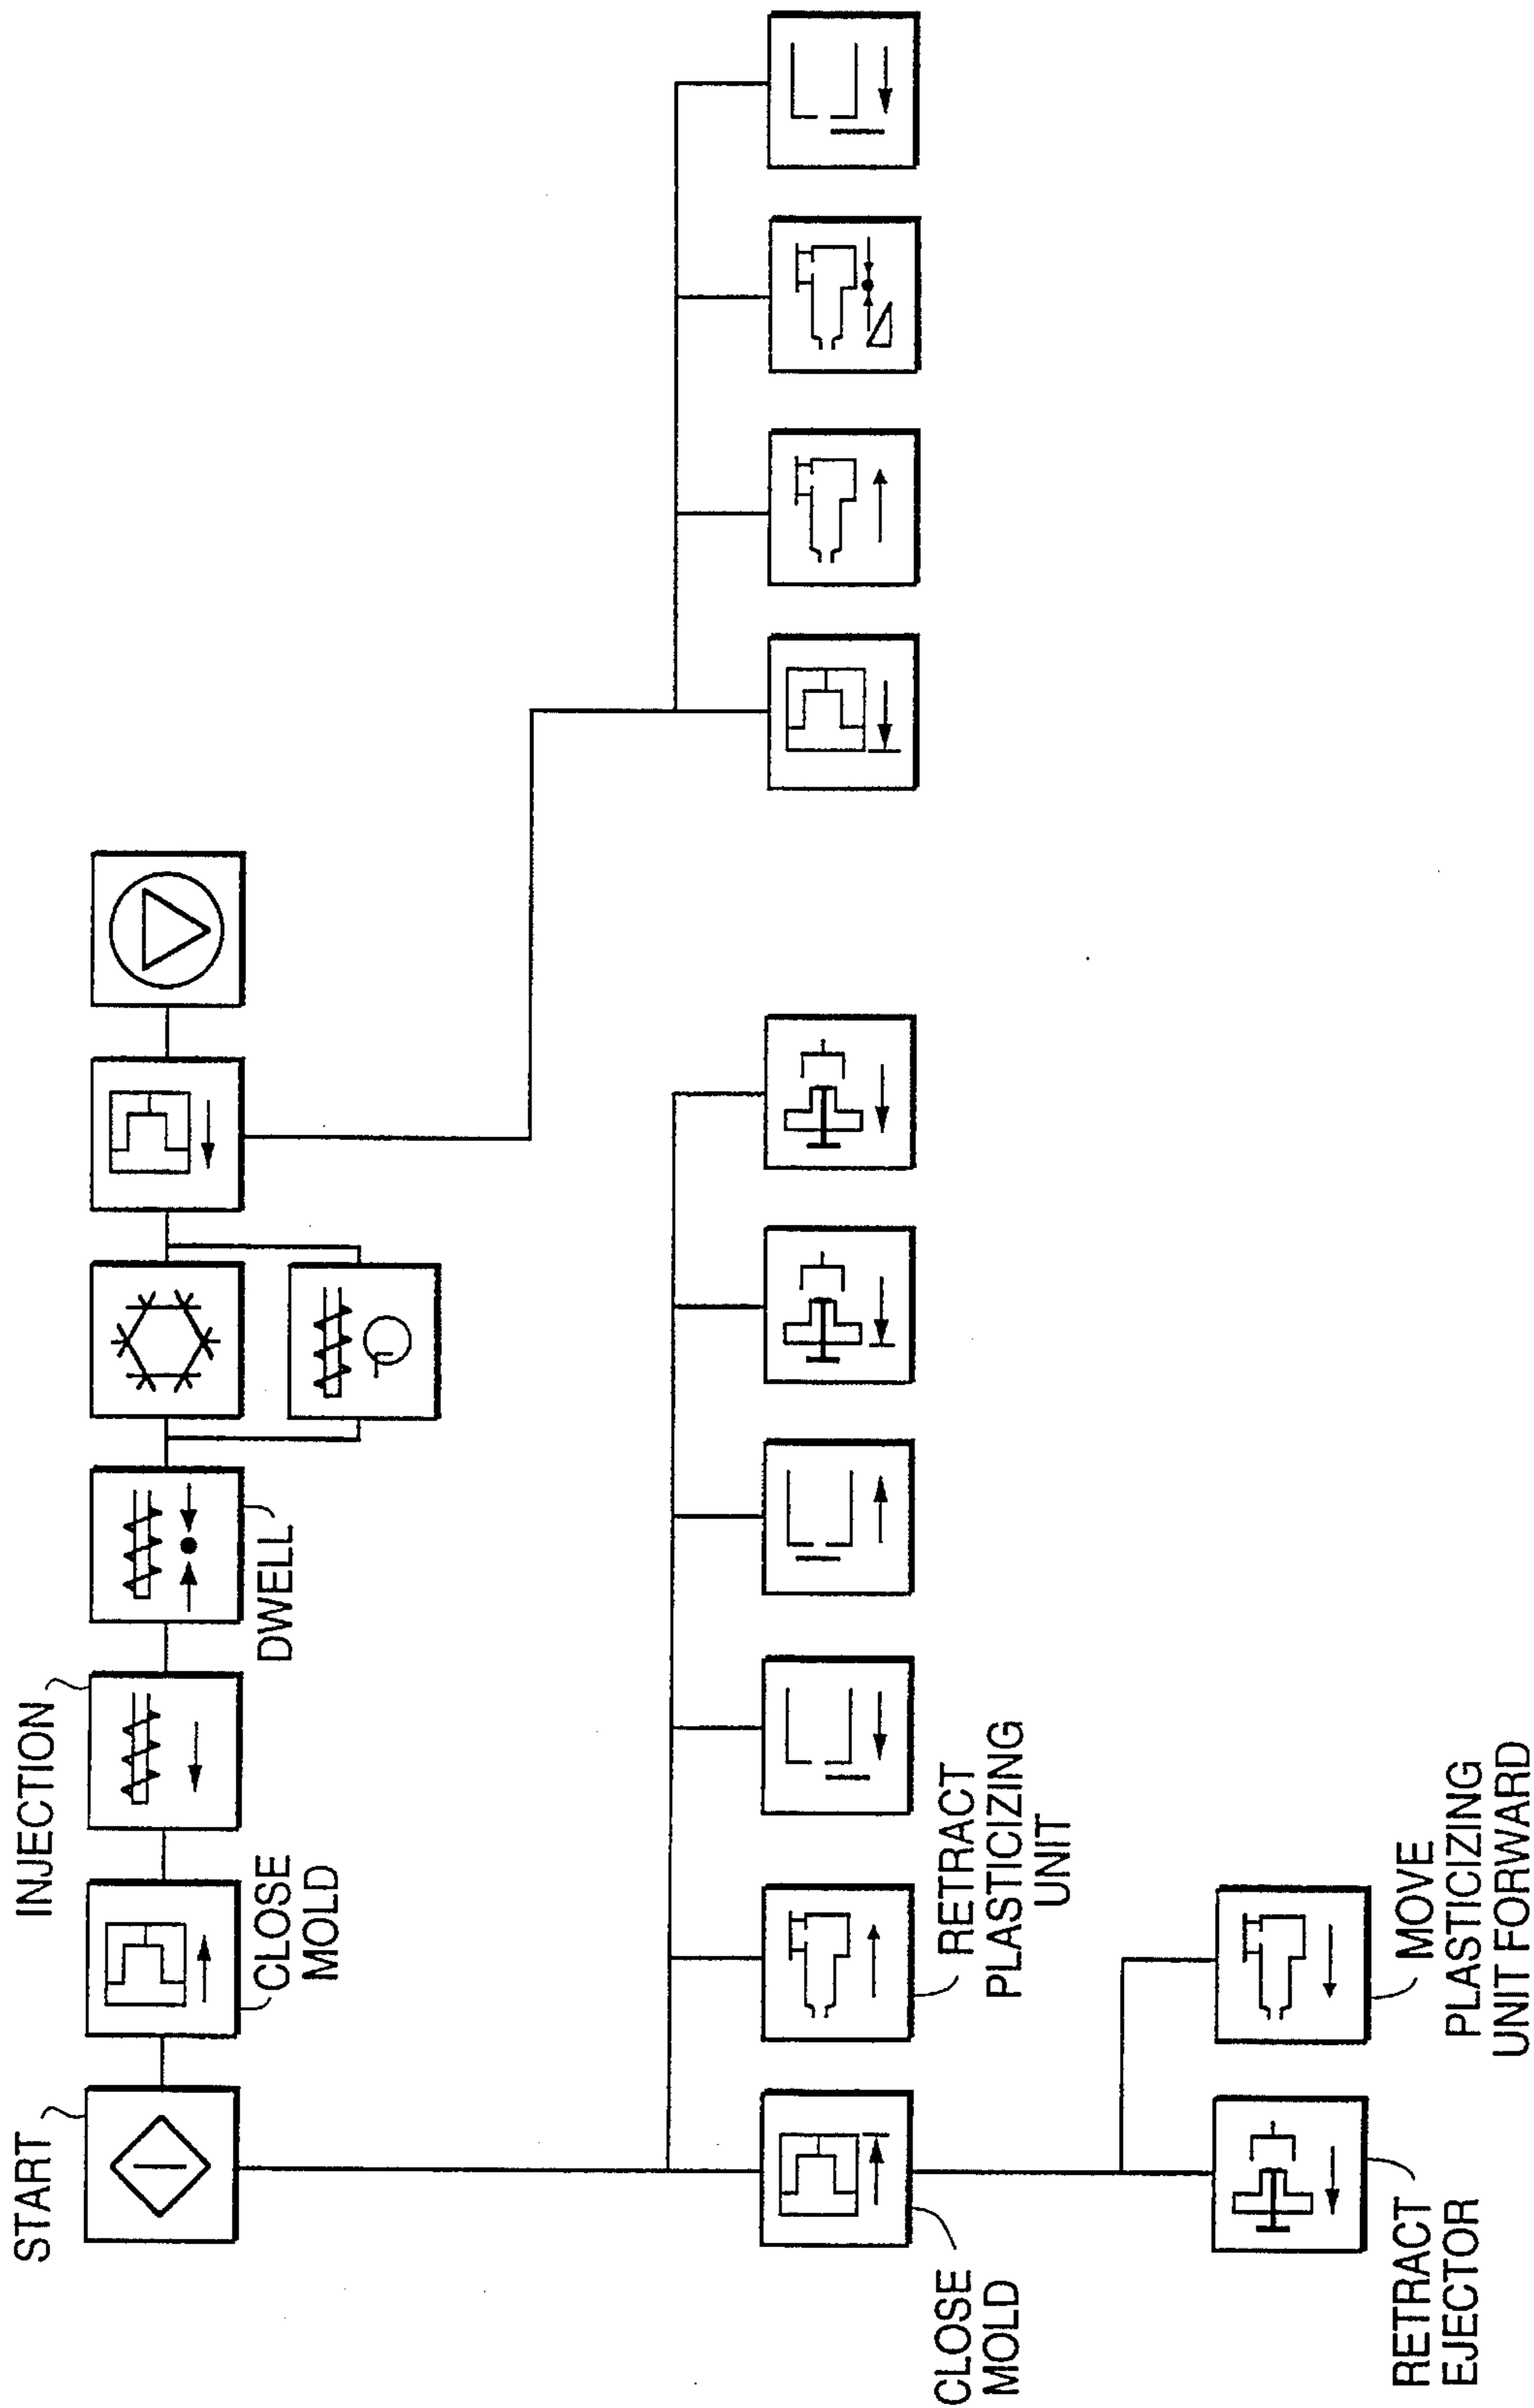 START
CLOSE
MOLD
INJECTION
DWELL
CLOSE
MOLD
RETRACT
PLASTICIZING
UNIT
RETRACT
EJECTOR
MOVE
PLASTICIZING
UNIT FORWARD